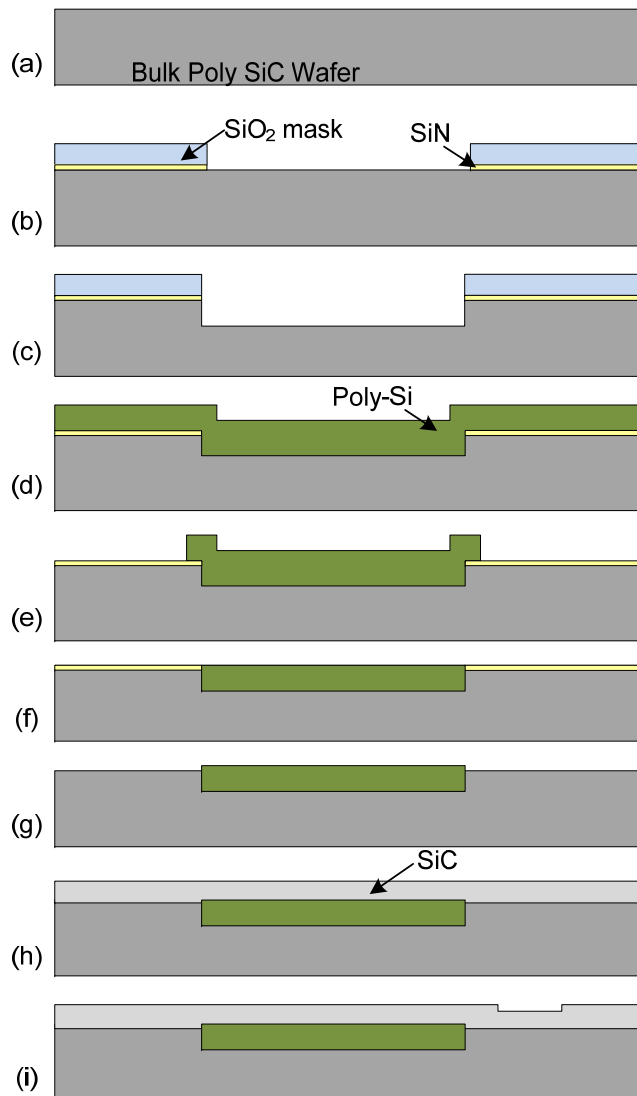 (a)
Bulk Poly SiC Wafer
SiO₂ mask
SiN
(b)
(c)
Poly-Si
(d)
(e)
(f)
(g)
SiC
(h)
(i)